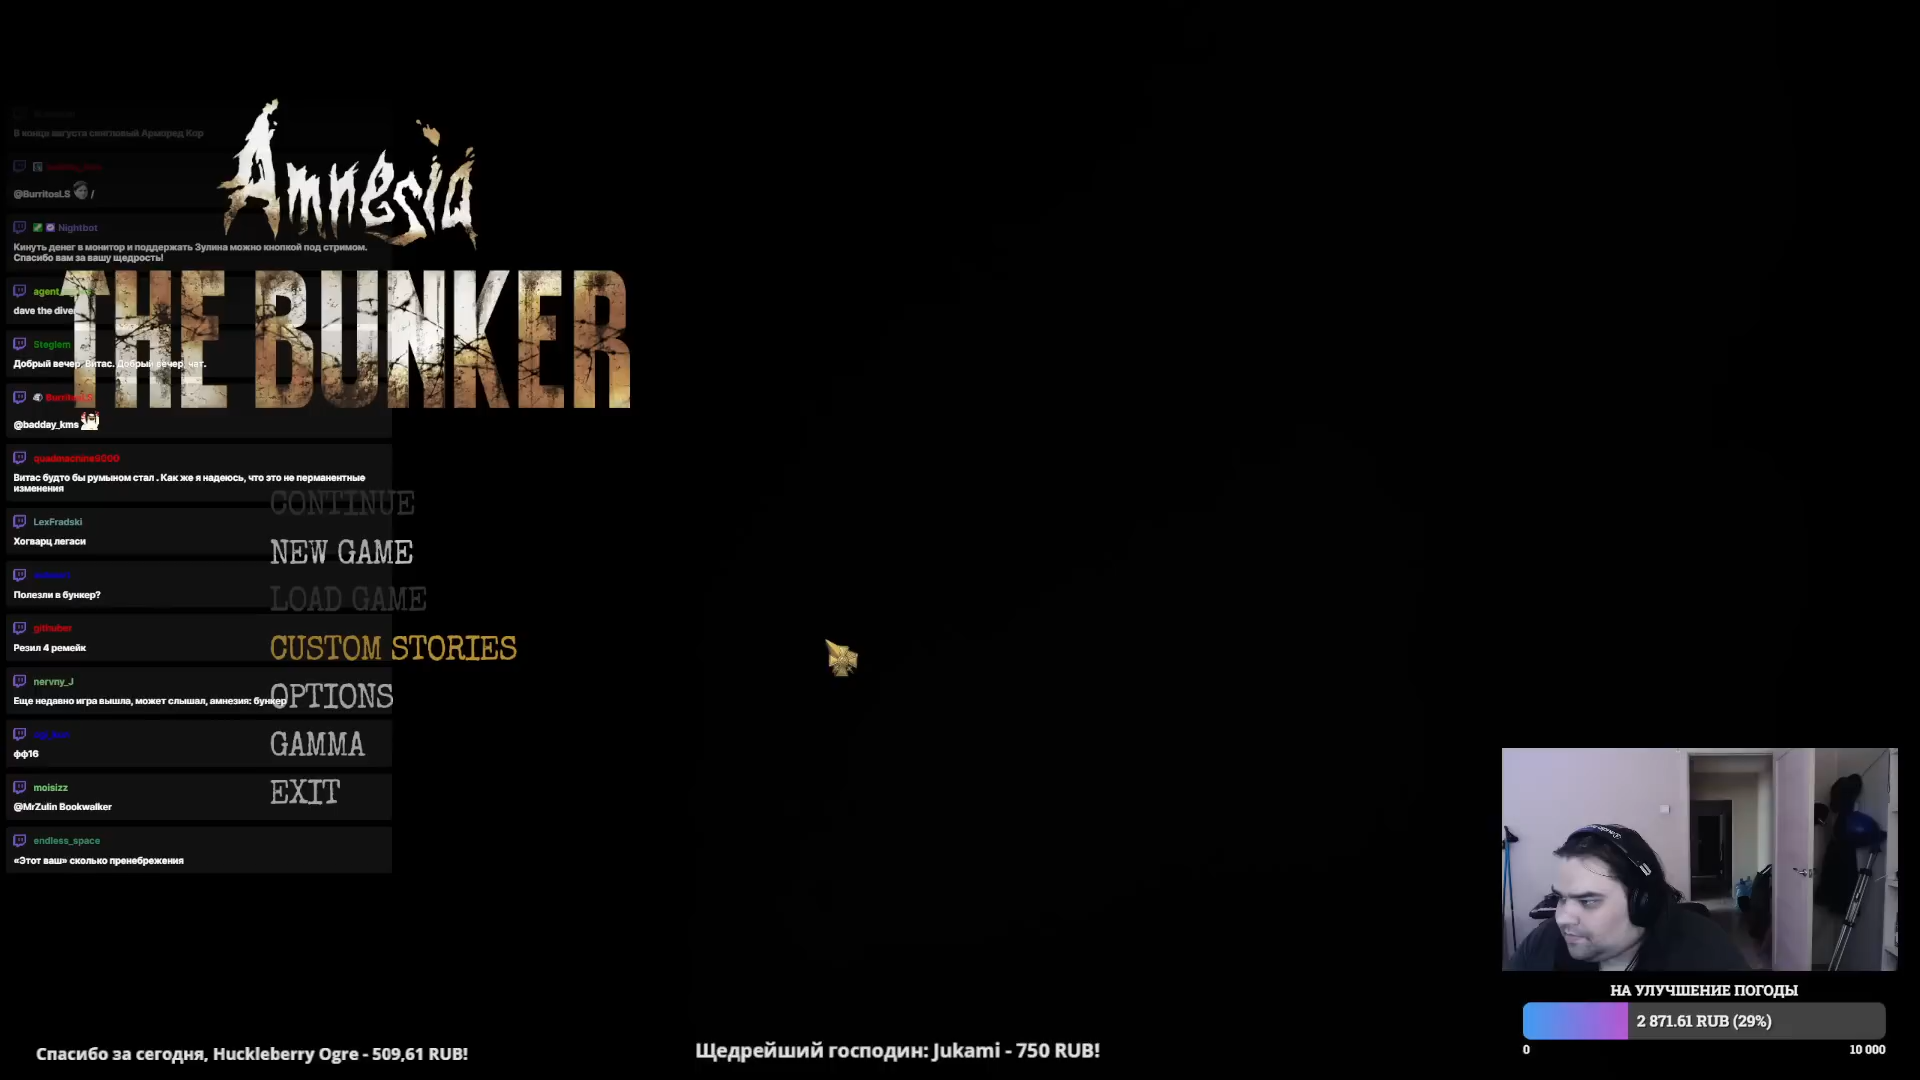 В конце августа
@BurritosLS /
Nightbot
Кинуть денег в монитор и поддержать Зулина можно кнопкой под стримом.
Спасибо вам за вашу щедрость!
dave the dive
Steglem
Добрый вечер, Витас. Добрый вечер, чат.
BurritosLS
@badday_kms
quadmachine9000
Витас будто бы румыном стал . Как же я надеюсь, что это не перманентные
изменения
LexFradski
Хогварц легаси
Полезли в бункер?
githuber
Резил 4 ремейк
nervny_J
Еще недавно игра вышла, может слышал, амнезия: бункер
фф16
moisizz
@MrZulin Bookwalker
endless_space
«Этот ваш» сколько пренебрежения
Amnesia
THE BUNKER
CONTINUE
NEW GAME
LOAD GAME
CUSTOM STORIES
OPTIONS
GAMMA
EXIT
НА УЛУЧШЕНИЕ ПОГОДЫ
2 871.61 RUB (29%)
0
10 000
Спасибо за сегодня, Huckleberry Ogre - 509,61 RUB!
Щедрейший господин: Jukami - 750 RUB!